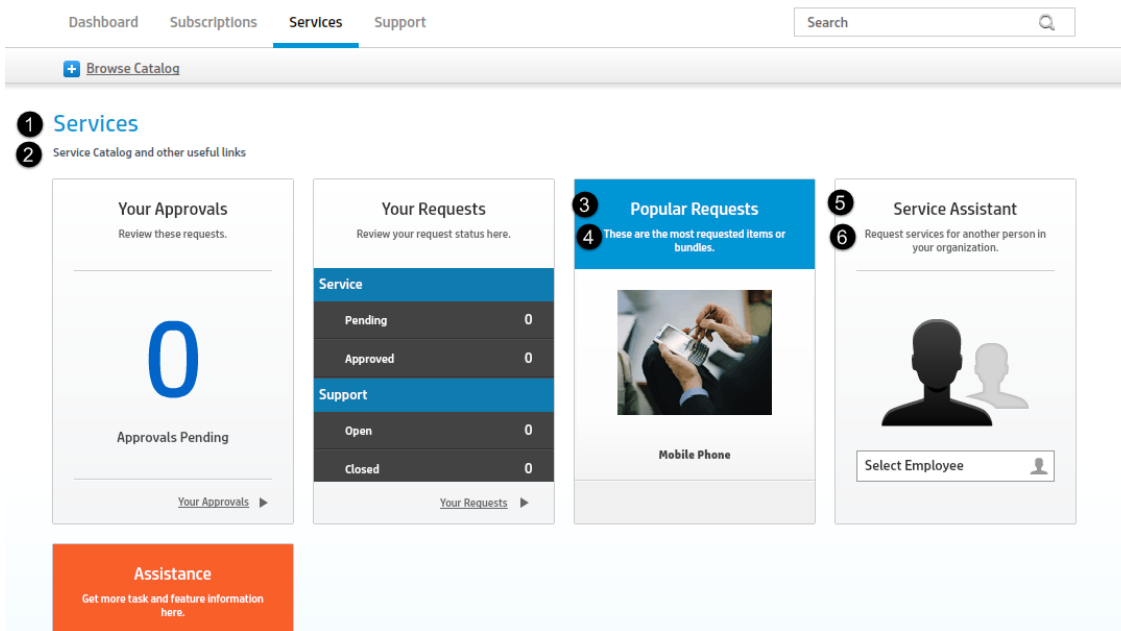 Dashboard Subscriptions Services Support Search
Browse Catalog
1 Services
2 Service Catalog and other useful links
Your Approvals
Review these requests.
0
Approvals Pending
Your Approvals
Your Requests
Review your request status here.
Service
Pending 0
Approved 0
Support
Open 0
Closed 0
Your Requests
3 Popular Requests
4 These are the most requested items or
bundles.
Mobile Phone
5 Service Assistant
6 Request services for another person in
your organization.
Select Employee
Assistance
Get more task and feature information
here.